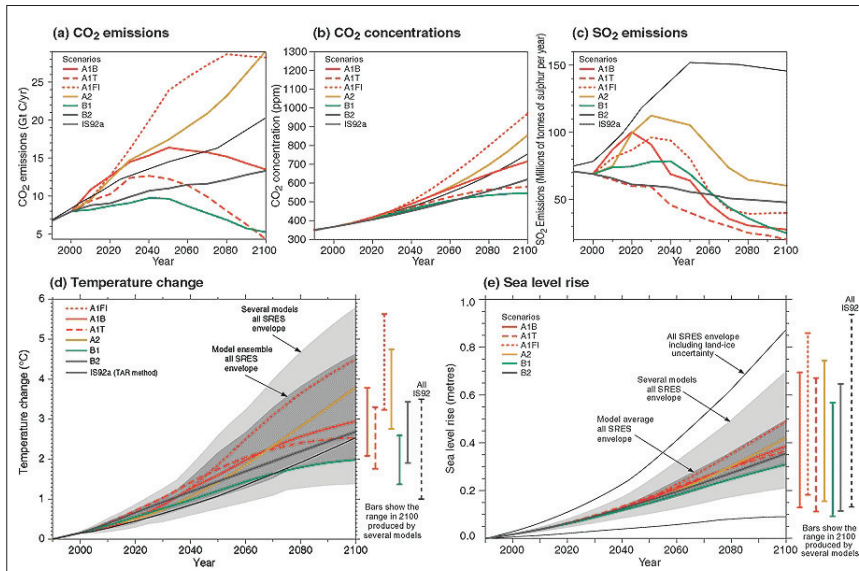 (a) CO2 emissions
Scenarios
A1B
A1T
A1FI
A2
B1
B2
IS92a
CO2 emissions (Gt C/yr)
25
20
15
10
5
2000
2020
2040
2060
2080
2100
Year
(b) CO2 concentrations
Scenarios
A1B
A1T
A1FI
A2
B1
B2
IS92a
CO2 concentration (ppm)
1300
1200
1100
1000
900
800
700
600
500
400
300
2000
2020
2040
2060
2080
2100
Year
(c) SO2 emissions
Scenarios
A1B
A1T
A1FI
A2
B1
B2
IS92a
SO2 Emissions (Millions of tonnes of sulphur per year)
150
100
50
2000
2020
2040
2060
2080
2100
Year
(d) Temperature change
A1FI
A1B
A1T
A2
B1
B2
IS92a (TAR method)
Several models
all SRES
envelope
Model ensemble
all SRES
envelope
Temperature change (°C)
6
5
4
3
2
1
0
2000
2020
2040
2060
2080
2100
Year
All
IS92
Bars show the
range in 2100
produced by
several models
(e) Sea level rise
Scenarios
A1B
A1T
A1FI
A2
B1
B2
All SRES envelope
including land-ice
uncertainty
Several models
all SRES
envelope
Model average
all SRES
envelope
Sea level rise (metres)
1.0
0.8
0.6
0.4
0.2
0.0
2000
2020
2040
2060
2080
2100
Year
All
IS92
Bars show the
range in 2100
produced by
several models